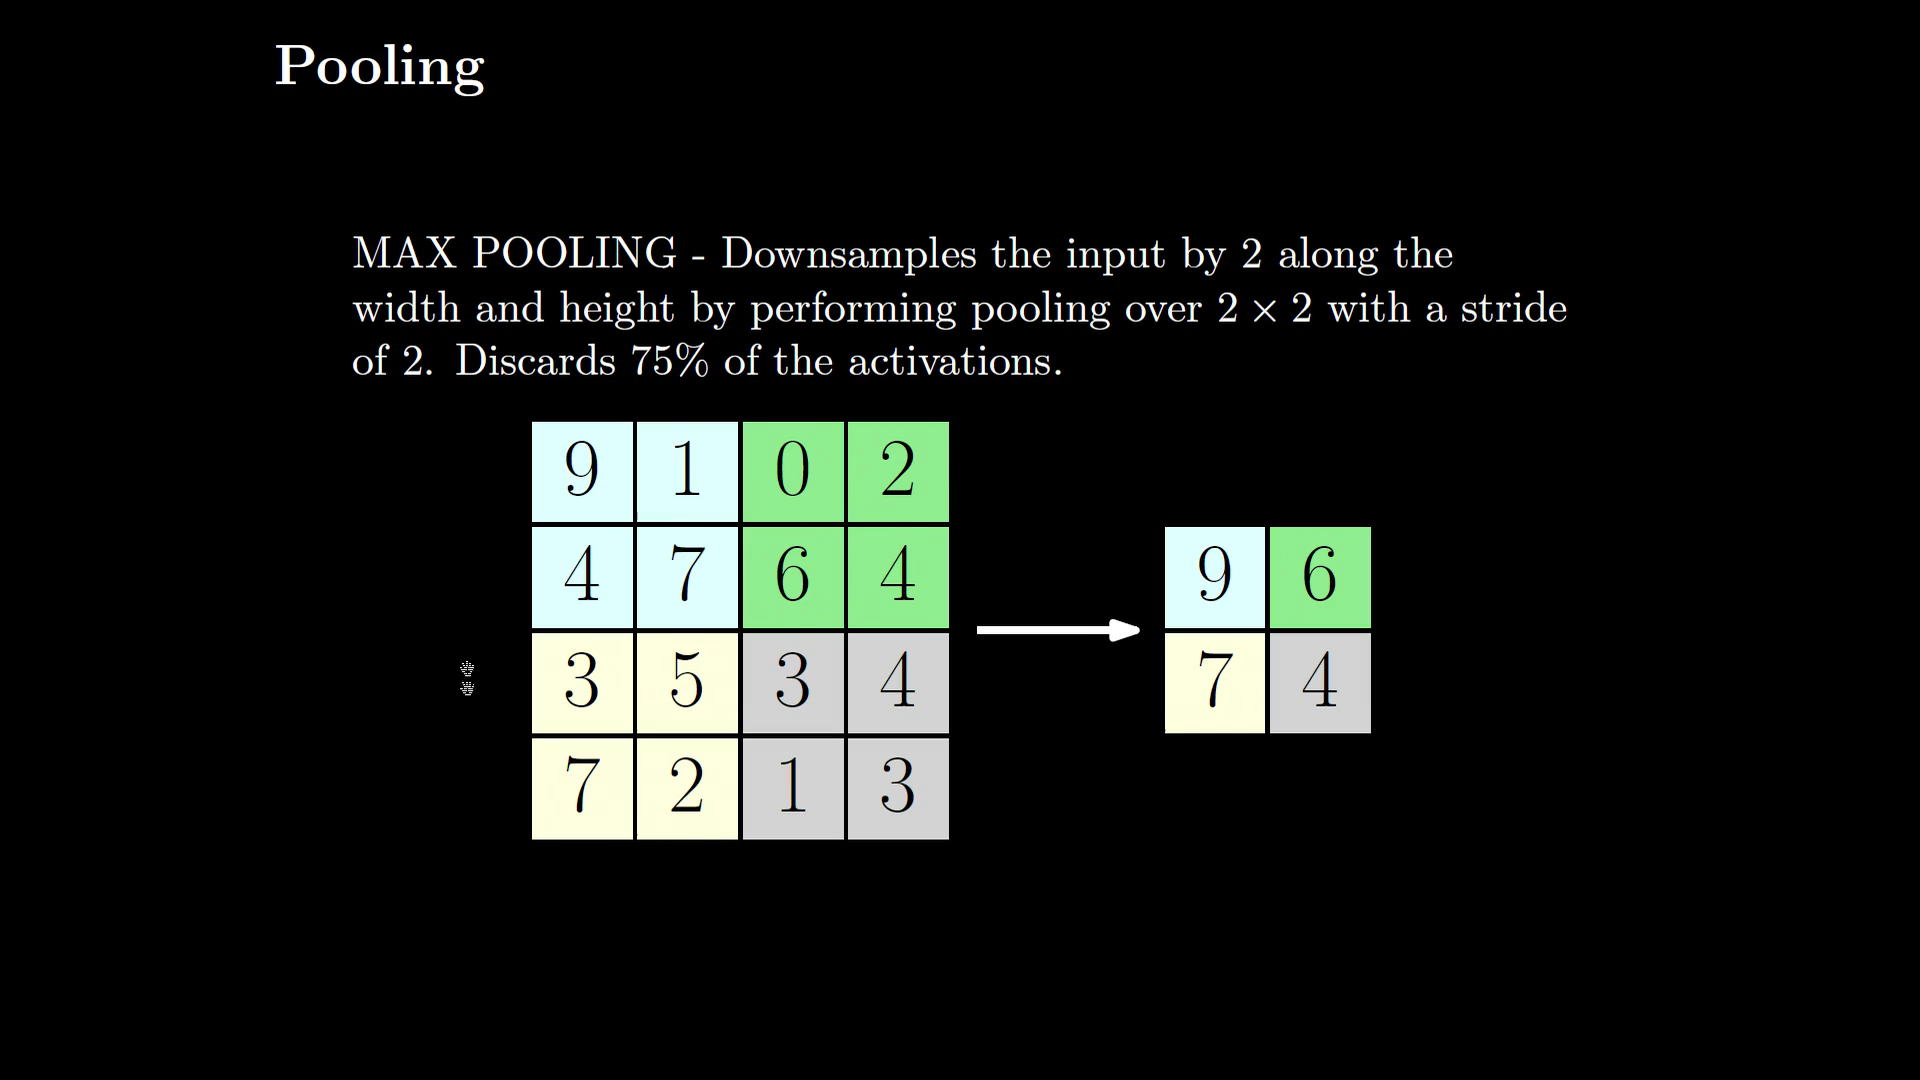 Pooling
MAX POOLING - Downsamples the input by 2 along the
width and height by performing pooling over 2 × 2 with a stride
of 2. Discards 75% of the activations.
9 1 0 2
4 7 6 4
9 6
3 5 3 4
7 4
7 2 1 3